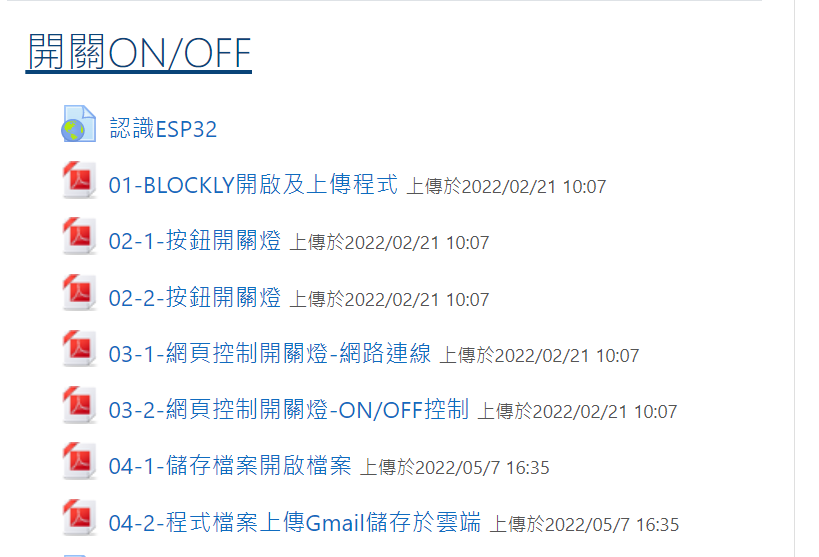 開關ON/OFF
認識ESP32
01-BLOCKLY開啟及上傳程式 上傳於2022/02/21 10:07
02-1-按鈕開關燈 上傳於2022/02/21 10:07
02-2-按鈕開關燈 上傳於2022/02/21 10:07
03-1-網頁控制開關燈-網路連線 上傳於2022/02/21 10:07
03-2-網頁控制開關燈-ON/OFF控制 上傳於2022/02/21 10:07
04-1-儲存檔案開啟檔案 上傳於2022/05/7 16:35
04-2-程式檔案上傳Gmail儲存於雲端 上傳於2022/05/7 16:35